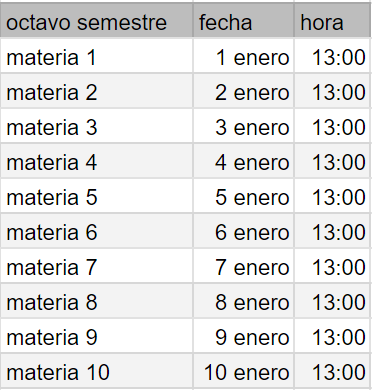 octavo semestre fecha hora
materia 1 1 enero 13:00
materia 2 2 enero 13:00
materia 3 3 enero 13:00
materia 4 4 enero 13:00
materia 5 5 enero 13:00
materia 6 6 enero 13:00
materia 7 7 enero 13:00
materia 8 8 enero 13:00
materia 9 9 enero 13:00
materia 10 10 enero 13:00